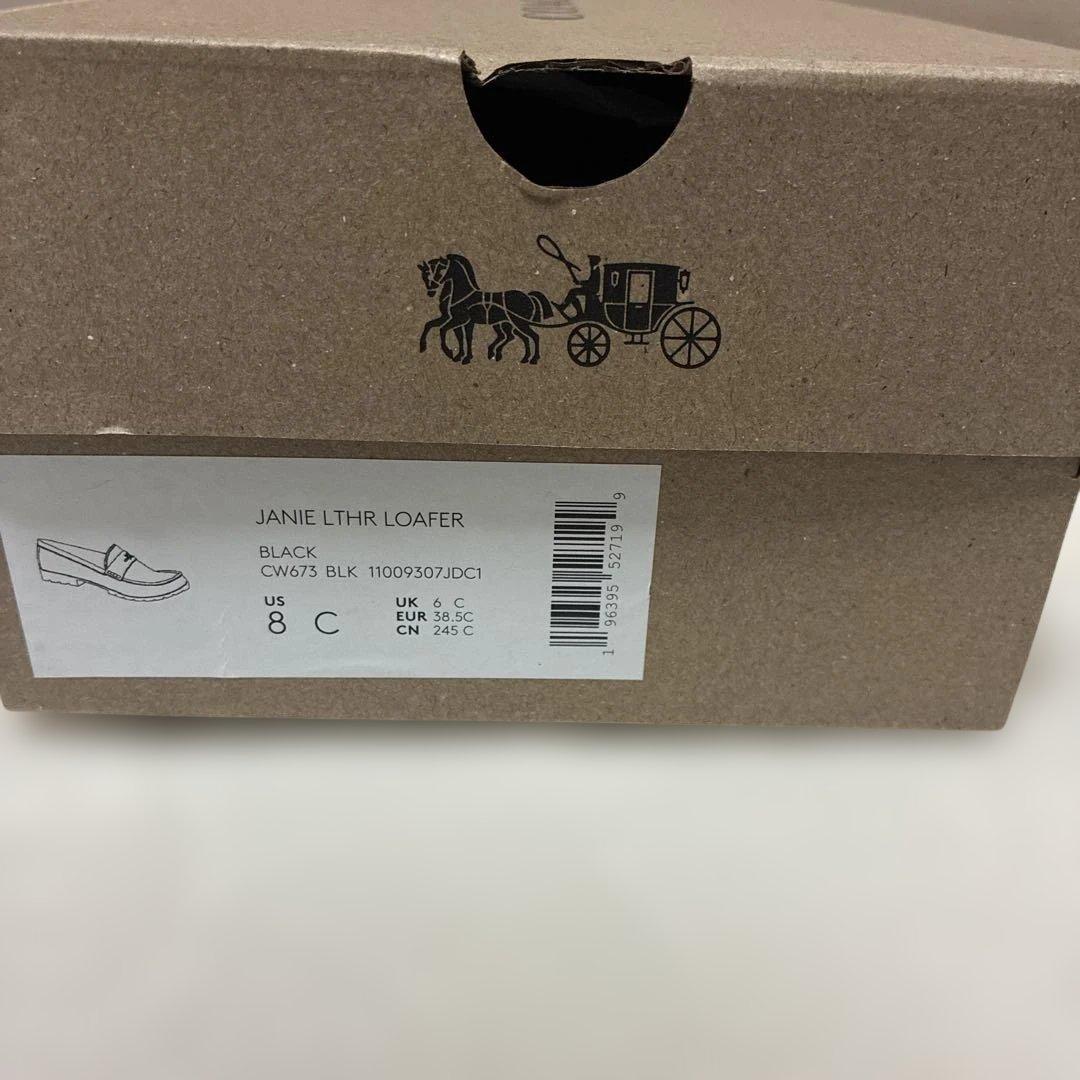 JANIE LTHR LOAFER
BLACK
CW673 BLK 11009307JDC1
US
8 C
UK 6 C
EUR 38.5C
CN 245 C
1 96395 52719 9